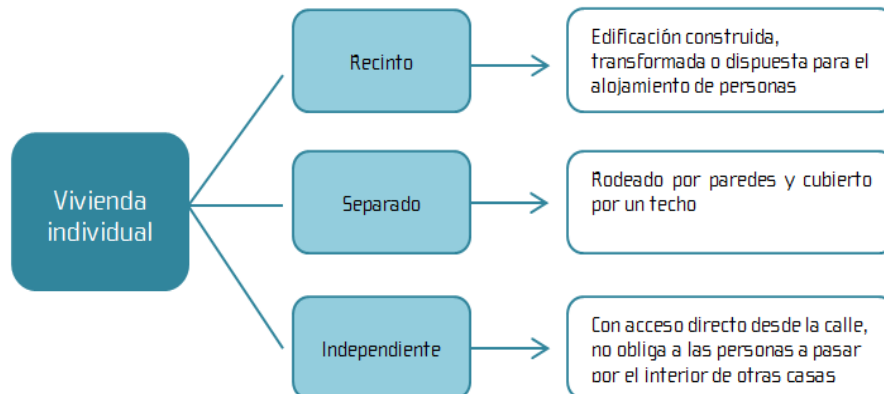 Vivienda
individual
Recinto
Edificación construida,
transformada o dispuesta para el
alojamiento de personas
Separado
Rodeado por paredes y cubierto
por un techo
Independiente
Con acceso directo desde la calle,
no obliga a las personas a pasar
por el interior de otras casas